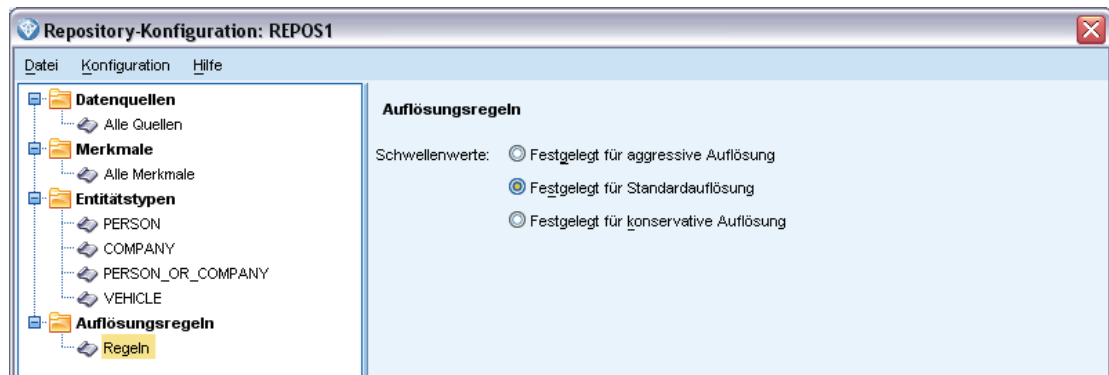 Repository-Konfiguration: REPOS1
Datei Konfiguration Hilfe
Datenquellen
Alle Quellen
Merkmale
Alle Merkmale
Entitätstypen
PERSON
COMPANY
PERSON_OR_COMPANY
VEHICLE
Auflösungsregeln
Regeln
Auflösungsregeln
Schwellenwerte: Festgelegt für aggressive Auflösung
Festgelegt für Standardauflösung
Festgelegt für konservative Auflösung